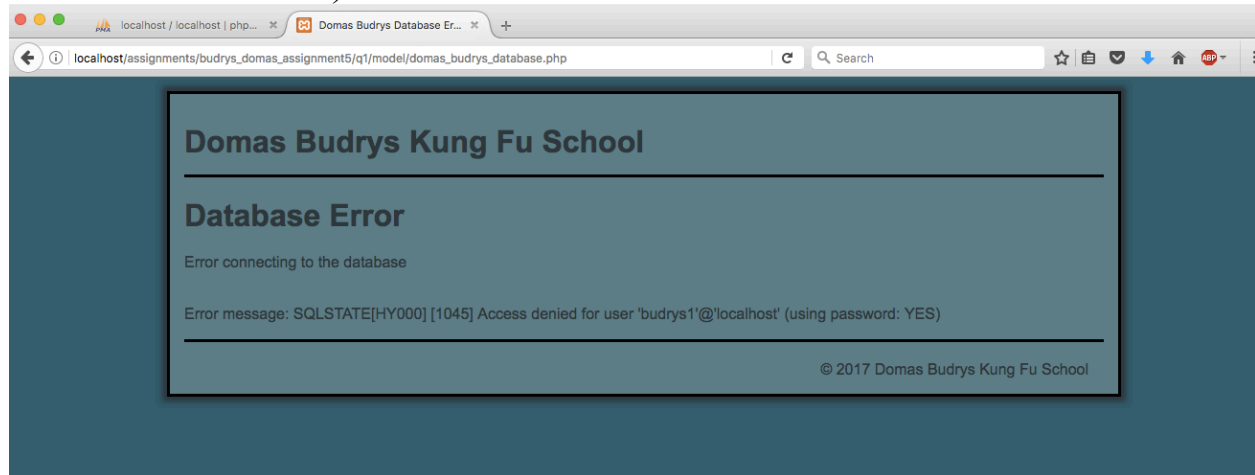 localhost / localhost | php...
Domas Budrys Database Er...
localhost/assignments/budrys_domas_assignment5/q1/model/domas_budrys_database.php
Search
ABP
Domas Budrys Kung Fu School
Database Error
Error connecting to the database
Error message: SQLSTATE[HY000] [1045] Access denied for user 'budrys1'@'localhost' (using password: YES)
© 2017 Domas Budrys Kung Fu School